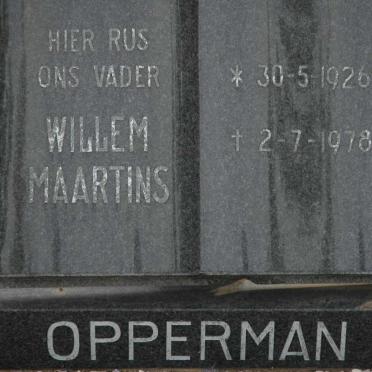 HIER RUS
ONS VADER
WILLEM
MAARTINS
* 30-5-1926
† 2-7-1978
OPPERMAN